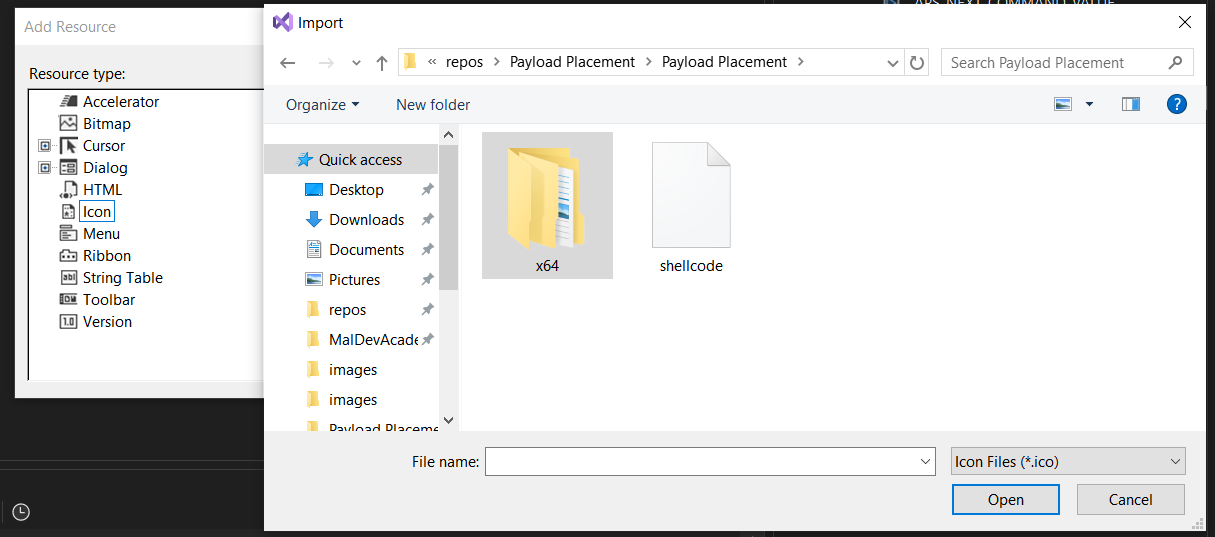 Add Resource
Resource type:
Accelerator
Bitmap
Cursor
Dialog
HTML
Icon
Menu
Ribbon
String Table
Toolbar
Version
Import
« repos > Payload Placement > Payload Placement >
Search Payload Placement
Organize
New folder
?
Quick access
Desktop
Downloads
Documents
Pictures
repos
MalDevAcade
images
images
Payload Placeme
x64
shellcode
File name:
Icon Files (*.ico)
Open
Cancel